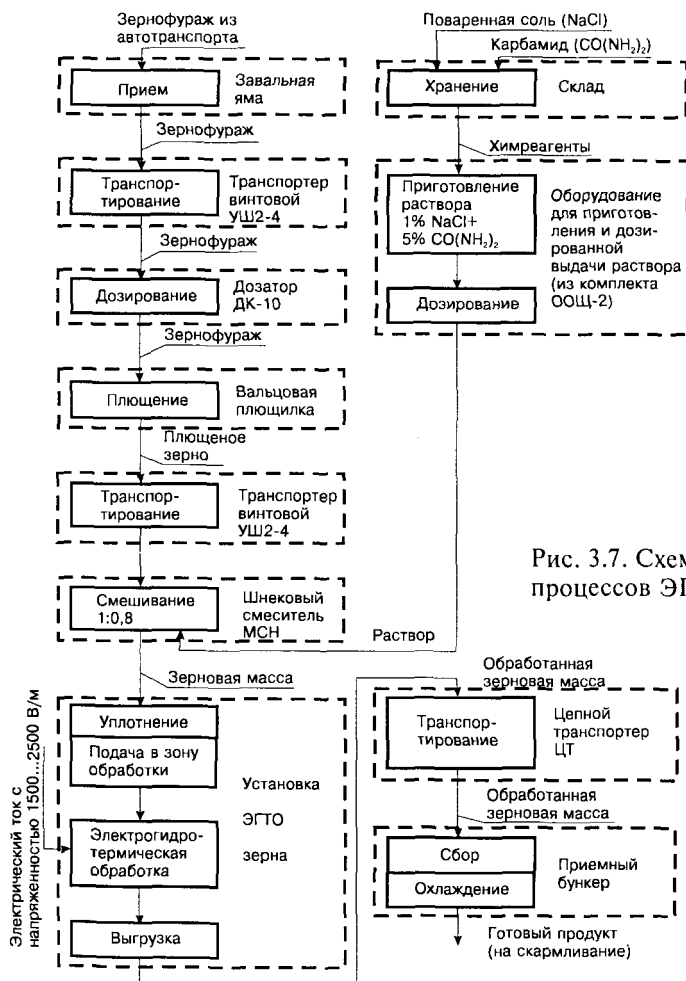 Зернофураж из
автотранспорта
Прием
Завальная
яма
Зернофураж
Транспор-
тирование
Транспортер
винтовой
УШ2-4
Зернофураж
Дозирование
Дозатор
ДК-10
Зернофураж
Плющение
Вальцовая
плющилка
Плющеное
зерно
Транспор-
тирование
Транспортер
винтовой
УШ2-4
Смешивание
1:0,8
Шнековый
смеситель
МСН
Зерновая масса
Поваренная соль (NaCl)
Карбамид (CO(NH₂)₂)
Хранение
Склад
Химреагенты
Приготовление
раствора
1% NaCl+
5% CO(NH₂)₂
Дозирование
Оборудование
для приготов-
ления и дози-
рованной
выдачи раствора
(из комплекта
ООЩ-2)
Раствор
Рис. 3.7. Схем
процессов ЭГ
Электрический ток с
напряженностью 1500...2500 В/м
Уплотнение
Подача в зону
обработки
Электрогидро-
термическая
обработка
Выгрузка
Установка
ЭГТО
зерна
Обработанная
зерновая масса
Транспор-
тирование
Цепной
транспортер
ЦТ
Обработанная
зерновая масса
Сбор
Охлаждение
Приемный
бункер
Готовый продукт
(на скармливание)